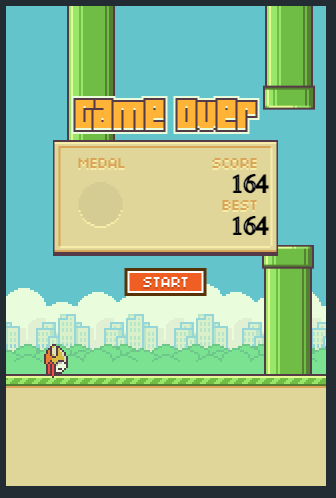 Game Over
MEDAL SCORE
164
BEST
164
START